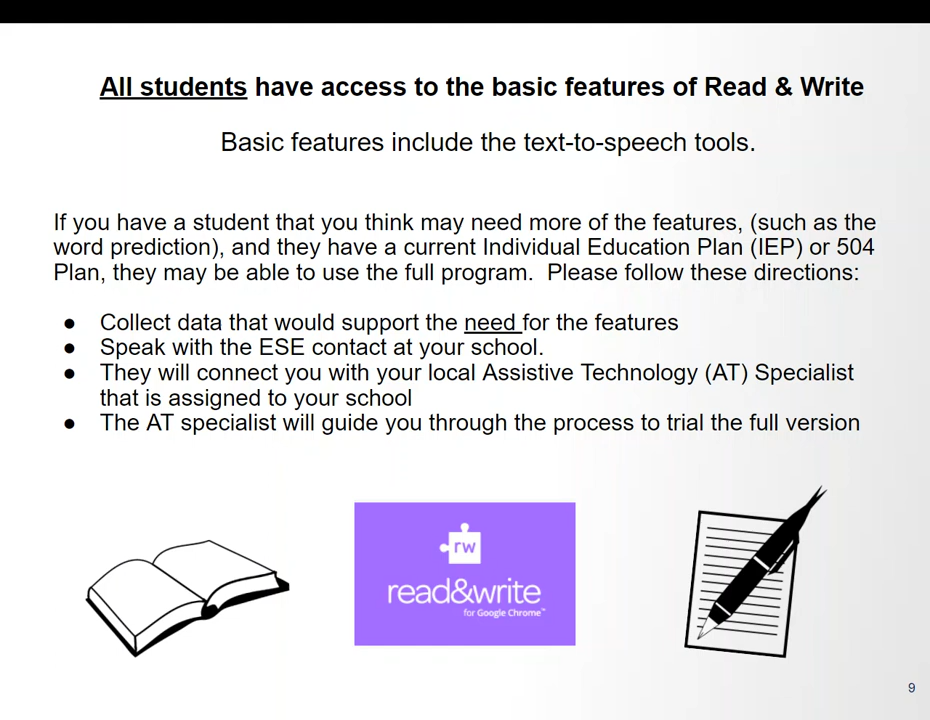 All students have access to the basic features of Read & Write
Basic features include the text-to-speech tools.
If you have a student that you think may need more of the features, (such as the
word prediction), and they have a current Individual Education Plan (IEP) or 504
Plan, they may be able to use the full program.  Please follow these directions:
● Collect data that would support the need for the features
● Speak with the ESE contact at your school.
● They will connect you with your local Assistive Technology (AT) Specialist
that is assigned to your school
● The AT specialist will guide you through the process to trial the full version
rw
read&write
for Google Chrome™
9